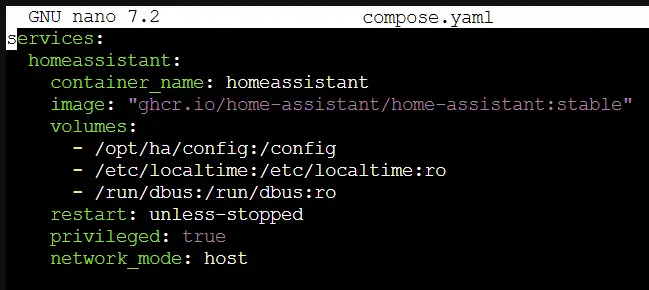 GNU nano 7.2 compose.yaml
services:
  homeassistant:
    container_name: homeassistant
    image: "ghcr.io/home-assistant/home-assistant:stable"
    volumes:
      - /opt/ha/config:/config
      - /etc/localtime:/etc/localtime:ro
      - /run/dbus:/run/dbus:ro
    restart: unless-stopped
    privileged: true
    network_mode: host